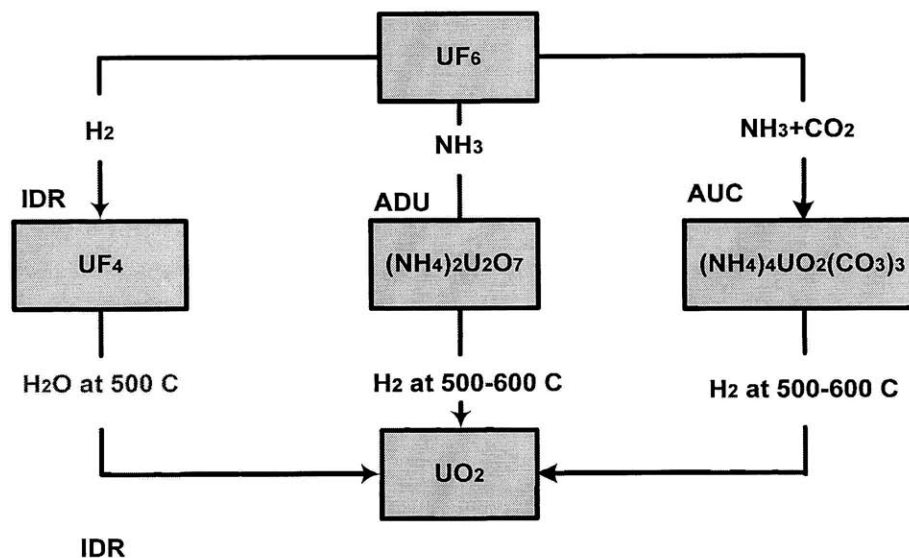 UF6
H2
NH3
NH3+CO2
IDR
ADU
AUC
UF4
(NH4)2U2O7
(NH4)4UO2(CO3)3
H2O at 500 C
H2 at 500-600 C
H2 at 500-600 C
UO2
IDR